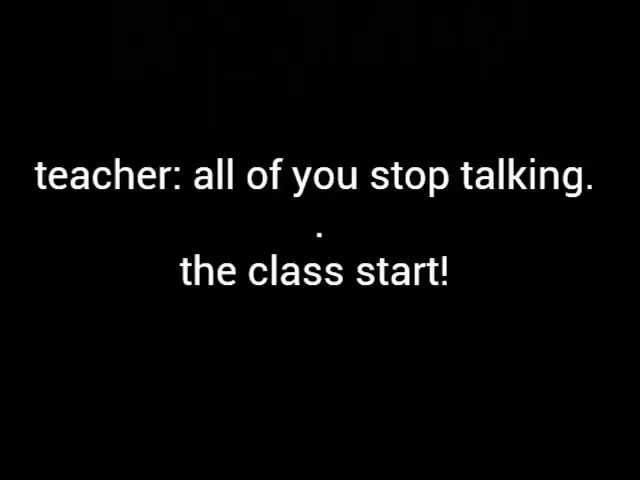 teacher: all of you stop talking.
.
the class start!